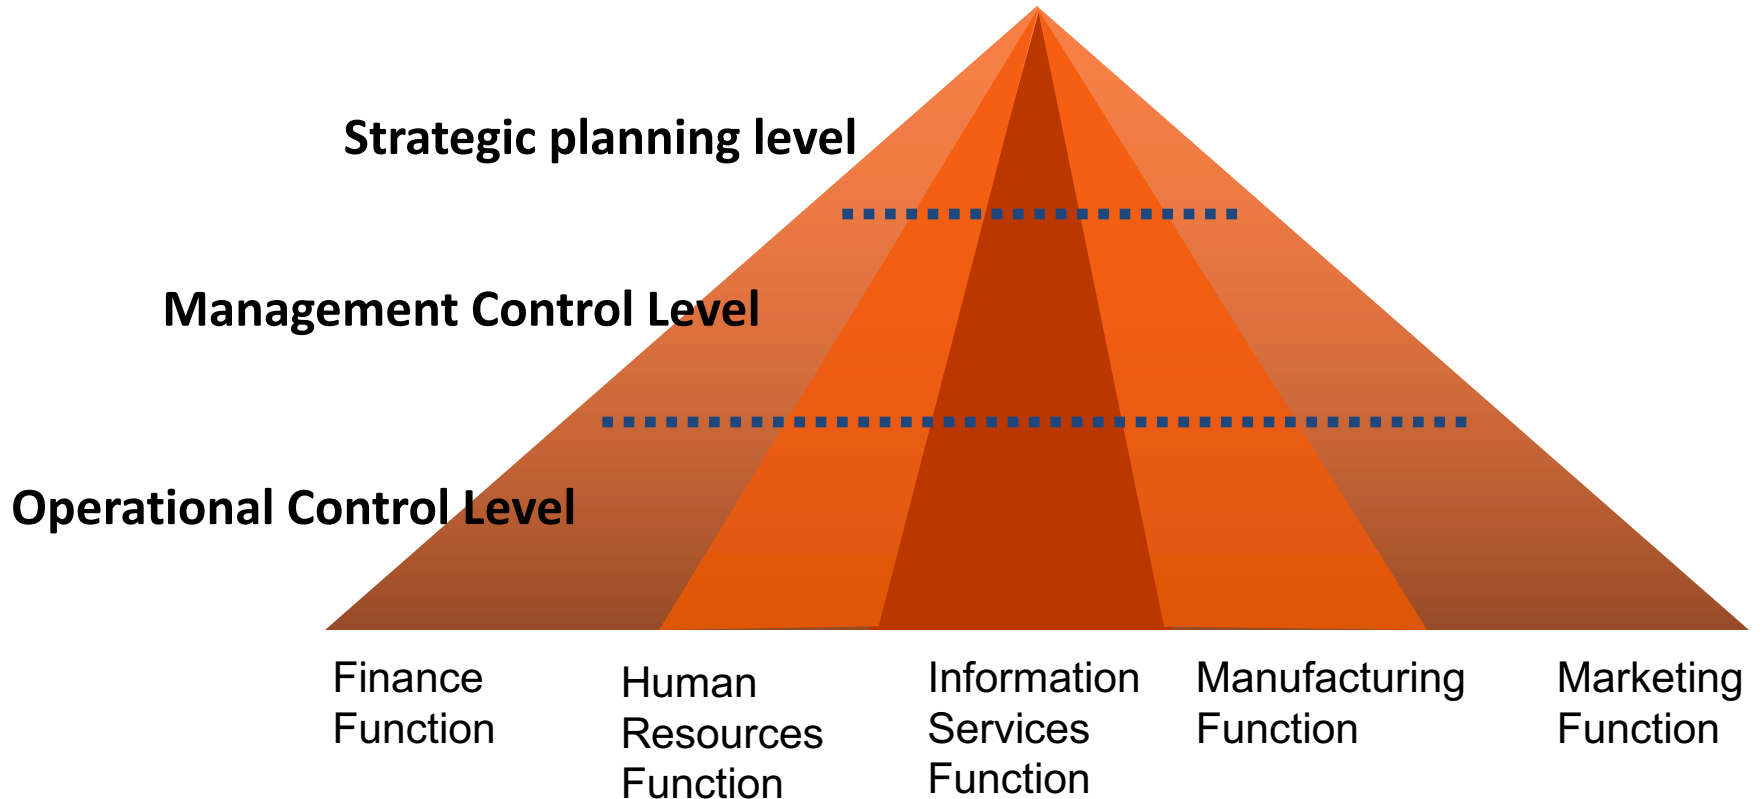 Strategic planning level
Management Control Level
Operational Control Level
Finance
Function
Human
Resources
Function
Information
Services
Function
Manufacturing
Function
Marketing
Function